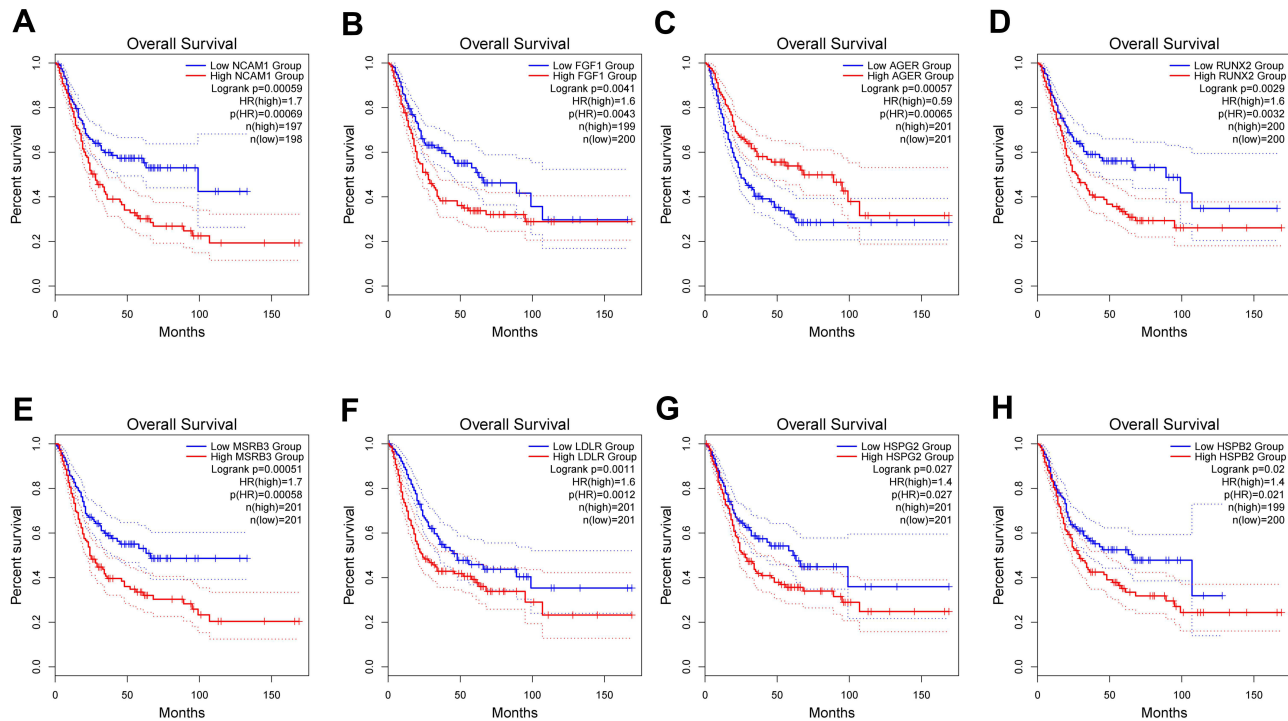 A
Overall Survival
Low NCAM1 Group
High NCAM1 Group
Logrank p=0.00059
HR(high)=1.7
p(HR)=0.00069
n(high)=197
n(low)=198
Percent survival
0.0 0.2 0.4 0.6 0.8 1.0
0 50 100 150
Months
B
Overall Survival
Low FGF1 Group
High FGF1 Group
Logrank p=0.0041
HR(high)=1.6
p(HR)=0.0043
n(high)=199
n(low)=200
Percent survival
0.0 0.2 0.4 0.6 0.8 1.0
0 50 100 150
Months
C
Overall Survival
Low AGER Group
High AGER Group
Logrank p=0.00057
HR(high)=0.59
p(HR)=0.00065
n(high)=201
n(low)=201
Percent survival
0.0 0.2 0.4 0.6 0.8 1.0
0 50 100 150
Months
D
Overall Survival
Low RUNX2 Group
High RUNX2 Group
Logrank p=0.0029
HR(high)=1.6
p(HR)=0.0032
n(high)=200
n(low)=200
Percent survival
0.0 0.2 0.4 0.6 0.8 1.0
0 50 100 150
Months
E
Overall Survival
Low MSRB3 Group
High MSRB3 Group
Logrank p=0.00051
HR(high)=1.7
p(HR)=0.00058
n(high)=201
n(low)=201
Percent survival
0.0 0.2 0.4 0.6 0.8 1.0
0 50 100 150
Months
F
Overall Survival
Low LDLR Group
High LDLR Group
Logrank p=0.0011
HR(high)=1.6
p(HR)=0.0012
n(high)=201
n(low)=201
Percent survival
0.0 0.2 0.4 0.6 0.8 1.0
0 50 100 150
Months
G
Overall Survival
Low HSPG2 Group
High HSPG2 Group
Logrank p=0.027
HR(high)=1.4
p(HR)=0.027
n(high)=201
n(low)=201
Percent survival
0.0 0.2 0.4 0.6 0.8 1.0
0 50 100 150
Months
H
Overall Survival
Low HSPB2 Group
High HSPB2 Group
Logrank p=0.02
HR(high)=1.4
p(HR)=0.021
n(high)=199
n(low)=200
Percent survival
0.0 0.2 0.4 0.6 0.8 1.0
0 50 100 150
Months